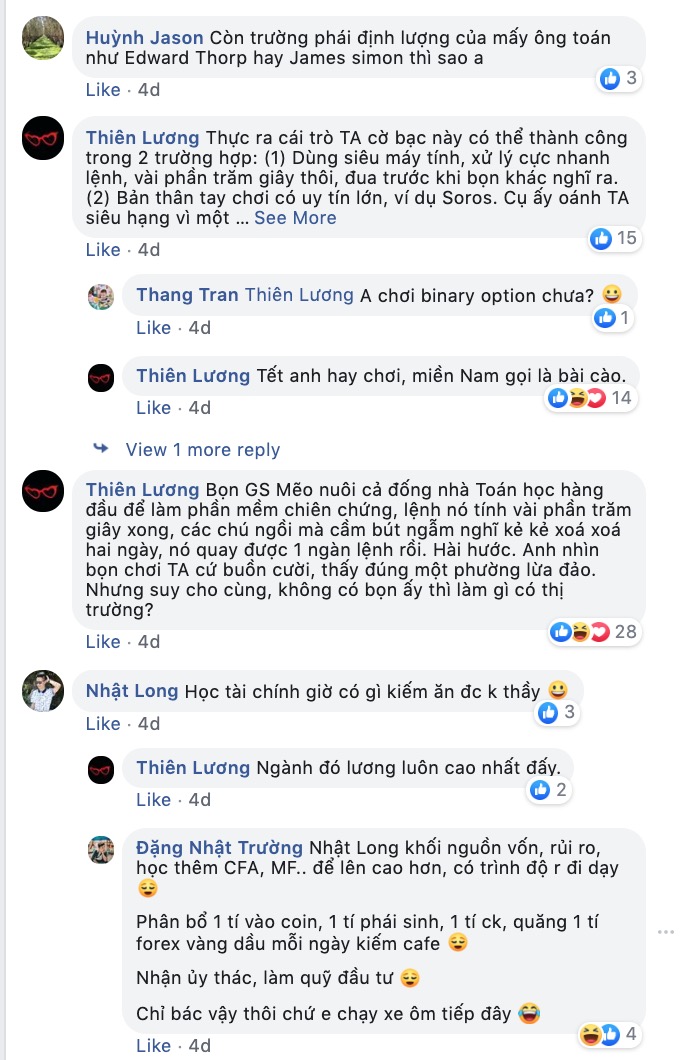 Huỳnh Jason Còn trường phái định lượng của mấy ông toán
như Edward Thorp hay James simon thì sao a
3
Like · 4d
Thiên Lương Thực ra cái trò TA cờ bạc này có thể thành công
trong 2 trường hợp: (1) Dùng siêu máy tính, xử lý cực nhanh
lệnh, vài phần trăm giây thôi, đua trước khi bọn khác nghĩ ra.
(2) Bản thân tay chơi có uy tín lớn, ví dụ Soros. Cụ ấy oánh TA
siêu hạng vì một ... See More
15
Like · 4d
Thang Tran Thiên Lương A chơi binary option chưa? 😀
1
Like · 4d
Thiên Lương Tết anh hay chơi, miền Nam gọi là bài cào.
14
Like · 4d
View 1 more reply
Thiên Lương Bọn GS Mẽo nuôi cả đống nhà Toán học hàng
đầu để làm phần mềm chiên chứng, lệnh nó tính vài phần trăm
giây xong, các chú ngồi mà cầm bút ngẫm nghĩ kẻ kẻ xoá xoá
hai ngày, nó quay được 1 ngàn lệnh rồi. Hài hước. Anh nhìn
bọn chơi TA cứ buồn cười, thấy đúng một phường lừa đảo.
Nhưng suy cho cùng, không có bọn ấy thì làm gì có thị
trường?
28
Like · 4d
Nhật Long Học tài chính giờ có gì kiếm ăn đc k thầy 😀
3
Like · 4d
Thiên Lương Ngành đó lương luôn cao nhất đấy.
2
Like · 4d
Đặng Nhật Trường Nhật Long khối nguồn vốn, rủi ro,
học thêm CFA, MF.. để lên cao hơn, có trình độ r đi dạy
😌
Phân bổ 1 tí vào coin, 1 tí phái sinh, 1 tí ck, quăng 1 tí
forex vàng dầu mỗi ngày kiếm cafe 😌
Nhận ủy thác, làm quỹ đầu tư 😌
Chỉ bác vậy thôi chứ e chạy xe ôm tiếp đây 😂
4
Like · 4d